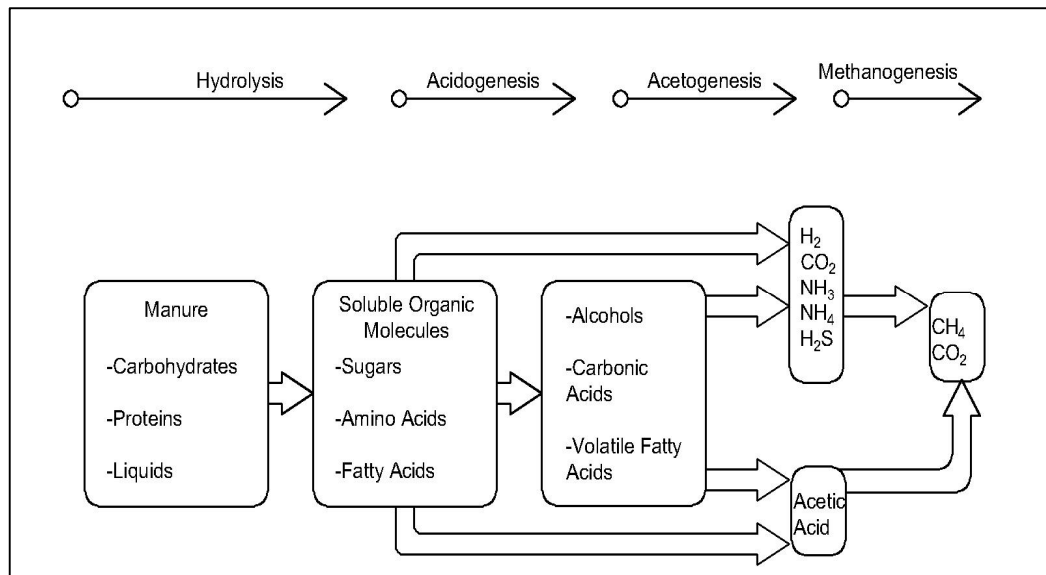 Hydrolysis
Acidogenesis
Acetogenesis
Methanogenesis
Manure
-Carbohydrates
-Proteins
-Liquids
Soluble Organic
Molecules
-Sugars
-Amino Acids
-Fatty Acids
-Alcohols
-Carbonic
Acids
-Volatile Fatty
Acids
H₂
CO₂
NH₃
NH₄
H₂S
Acetic
Acid
CH₄
CO₂